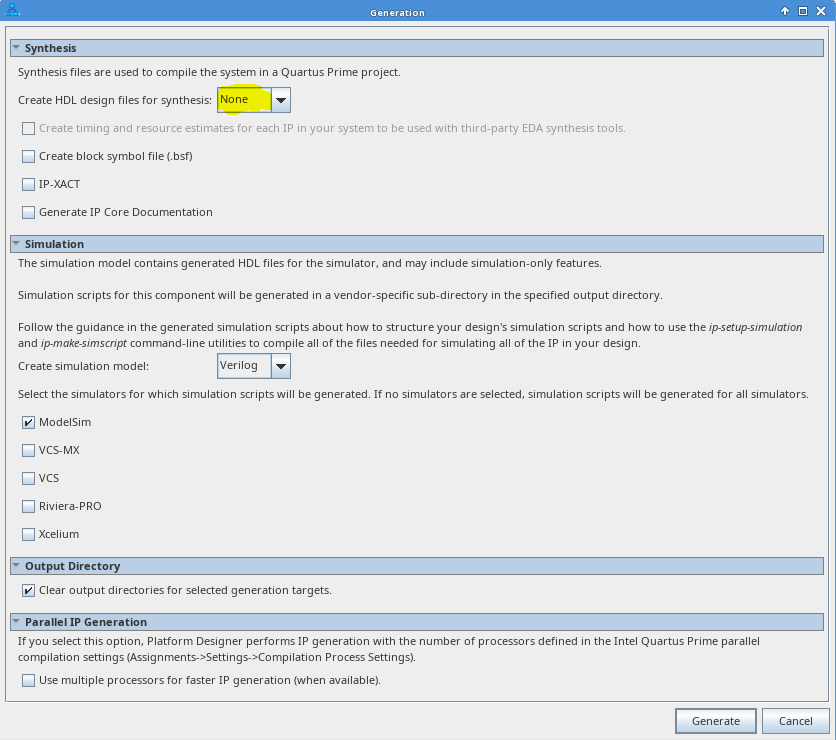 Generation
Synthesis
Synthesis files are used to compile the system in a Quartus Prime project.
Create HDL design files for synthesis: None
Create timing and resource estimates for each IP in your system to be used with third-party EDA synthesis tools.
Create block symbol file (.bsf)
IP-XACT
Generate IP Core Documentation
Simulation
The simulation model contains generated HDL files for the simulator, and may include simulation-only features.
Simulation scripts for this component will be generated in a vendor-specific sub-directory in the specified output directory.
Follow the guidance in the generated simulation scripts about how to structure your design's simulation scripts and how to use the ip-setup-simulation
and ip-make-simscript command-line utilities to compile all of the files needed for simulating all of the IP in your design.
Create simulation model: Verilog
Select the simulators for which simulation scripts will be generated. If no simulators are selected, simulation scripts will be generated for all simulators.
ModelSim
VCS-MX
VCS
Riviera-PRO
Xcelium
Output Directory
Clear output directories for selected generation targets.
Parallel IP Generation
If you select this option, Platform Designer performs IP generation with the number of processors defined in the Intel Quartus Prime parallel
compilation settings (Assignments->Settings->Compilation Process Settings).
Use multiple processors for faster IP generation (when available).
Generate Cancel